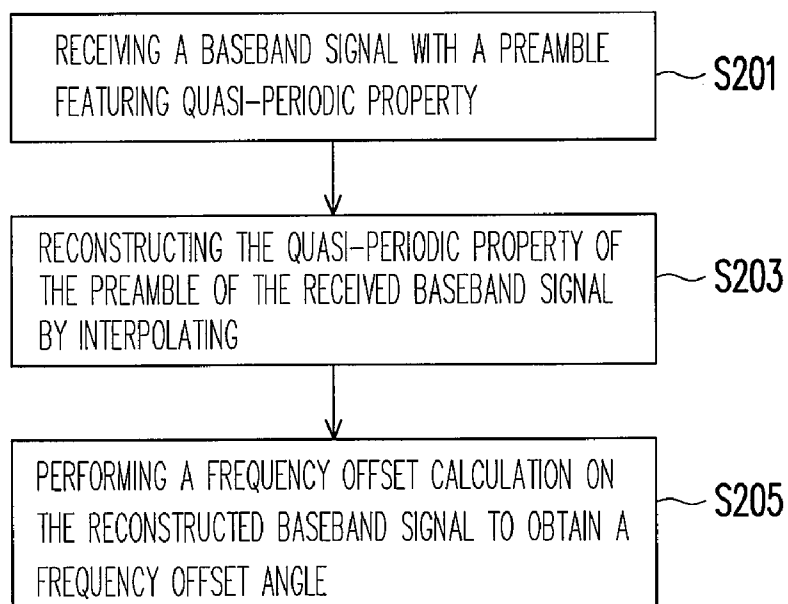 RECEIVING A BASEBAND SIGNAL WITH A PREAMBLE
FEATURING QUASI-PERIODIC PROPERTY
S201
RECONSTRUCTING THE QUASI-PERIODIC PROPERTY OF
THE PREAMBLE OF THE RECEIVED BASEBAND SIGNAL
BY INTERPOLATING
S203
PERFORMING A FREQUENCY OFFSET CALCULATION ON
THE RECONSTRUCTED BASEBAND SIGNAL TO OBTAIN A
FREQUENCY OFFSET ANGLE
S205